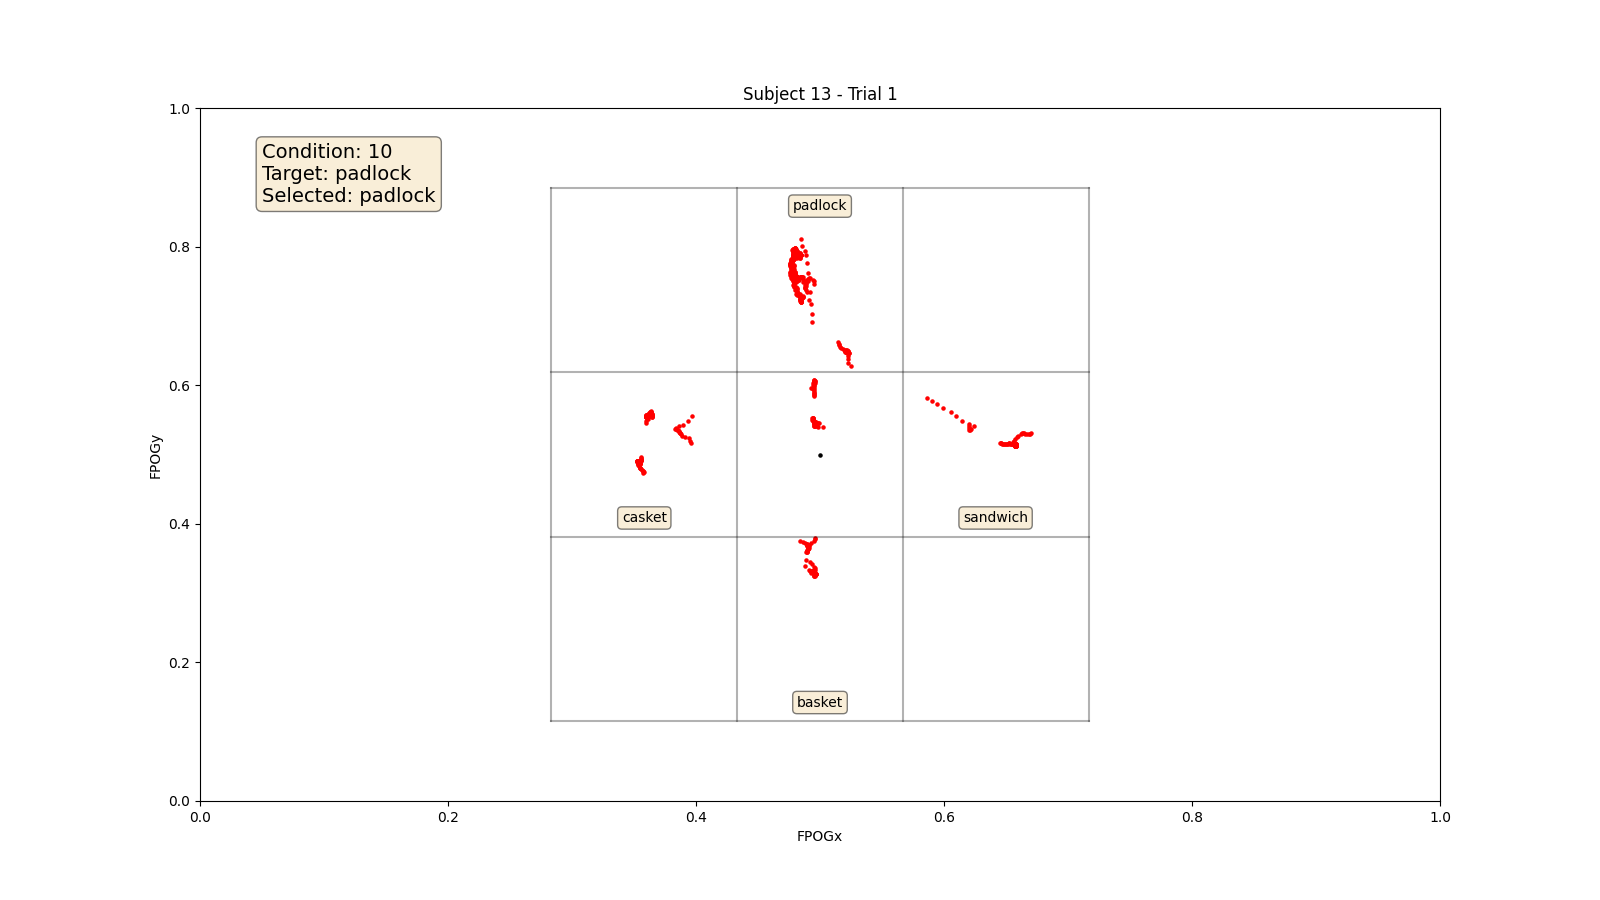 Subject 13 - Trial 1
1.0
Condition: 10
Target: padlock
Selected: padlock
padlock
0.8
0.6
FPOGy
casket
sandwich
0.4
basket
0.2
0.0
0.0
0.2
0.4
0.6
0.8
1.0
FPOGx